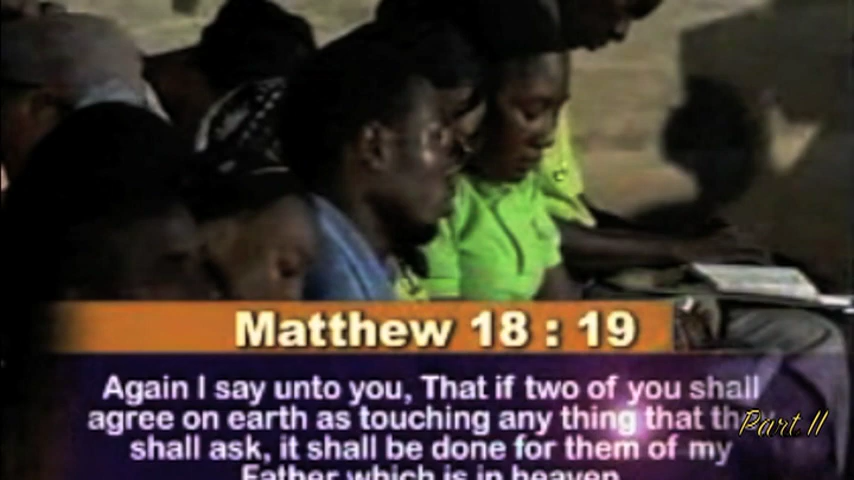 Matthew 18 : 19
Again I say unto you, That if two of you shall
agree on earth as touching any thing that
shall ask, it shall be done for them of my
Father which is in heaven
Part II